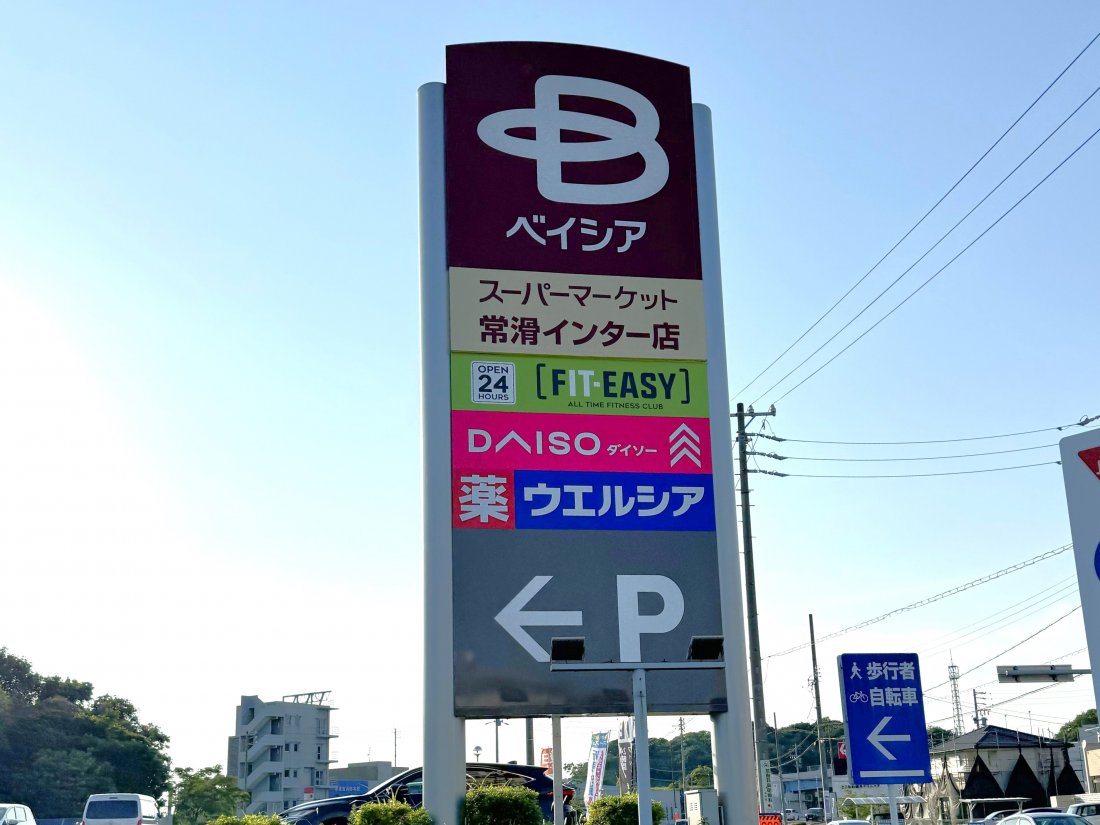 B
ベイシア
スーパーマーケット
常滑インター店
OPEN
24
HOURS
[FIT-EASY]
ALL TIME FITNESS CLUB
DAISO ダイソー
薬 ウエルシア
← P
歩行者
自転車
←